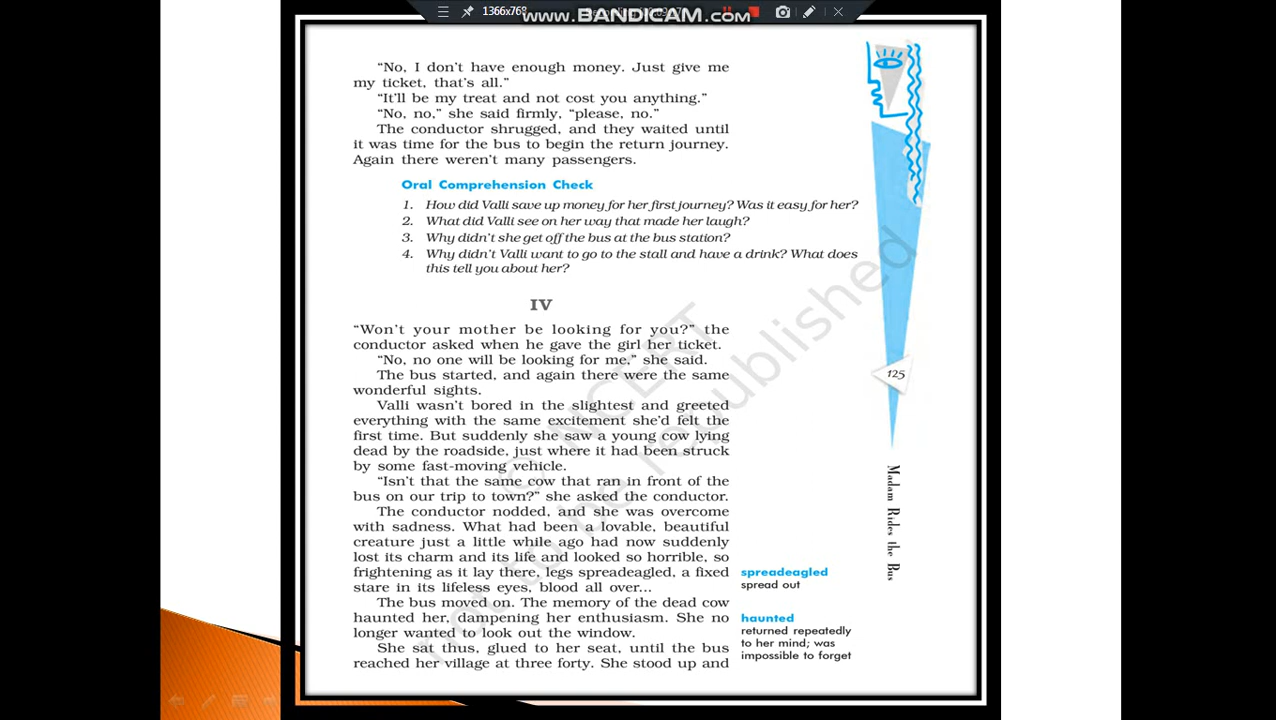 1366x768
www.BANDICAM.com
“No, I don’t have enough money. Just give me
my ticket, that’s all.”
“It’ll be my treat and not cost you anything.”
“No, no,” she said firmly, “please, no.”
The conductor shrugged, and they waited until
it was time for the bus to begin the return journey.
Again there weren’t many passengers.
Oral Comprehension Check
1. How did Valli save up money for her first journey? Was it easy for her?
2. What did Valli see on her way that made her laugh?
3. Why didn’t she get off the bus at the bus station?
4. Why didn’t Valli want to go to the stall and have a drink? What does
this tell you about her?
IV
“Won’t your mother be looking for you?” the
conductor asked when he gave the girl her ticket.
“No, no one will be looking for me,” she said.
The bus started, and again there were the same
wonderful sights.
Valli wasn’t bored in the slightest and greeted
everything with the same excitement she’d felt the
first time. But suddenly she saw a young cow lying
dead by the roadside, just where it had been struck
by some fast-moving vehicle.
“Isn’t that the same cow that ran in front of the
bus on our trip to town?” she asked the conductor.
The conductor nodded, and she was overcome
with sadness. What had been a lovable, beautiful
creature just a little while ago had now suddenly
lost its charm and its life and looked so horrible, so
frightening as it lay there, legs spreadeagled, a fixed
stare in its lifeless eyes, blood all over...
The bus moved on. The memory of the dead cow
haunted her, dampening her enthusiasm. She no
longer wanted to look out the window.
She sat thus, glued to her seat, until the bus
reached her village at three forty. She stood up and
spreadeagled
spread out
haunted
returned repeatedly
to her mind; was
impossible to forget
125
Madam Rides the Bus
© NCERT
not to be republished